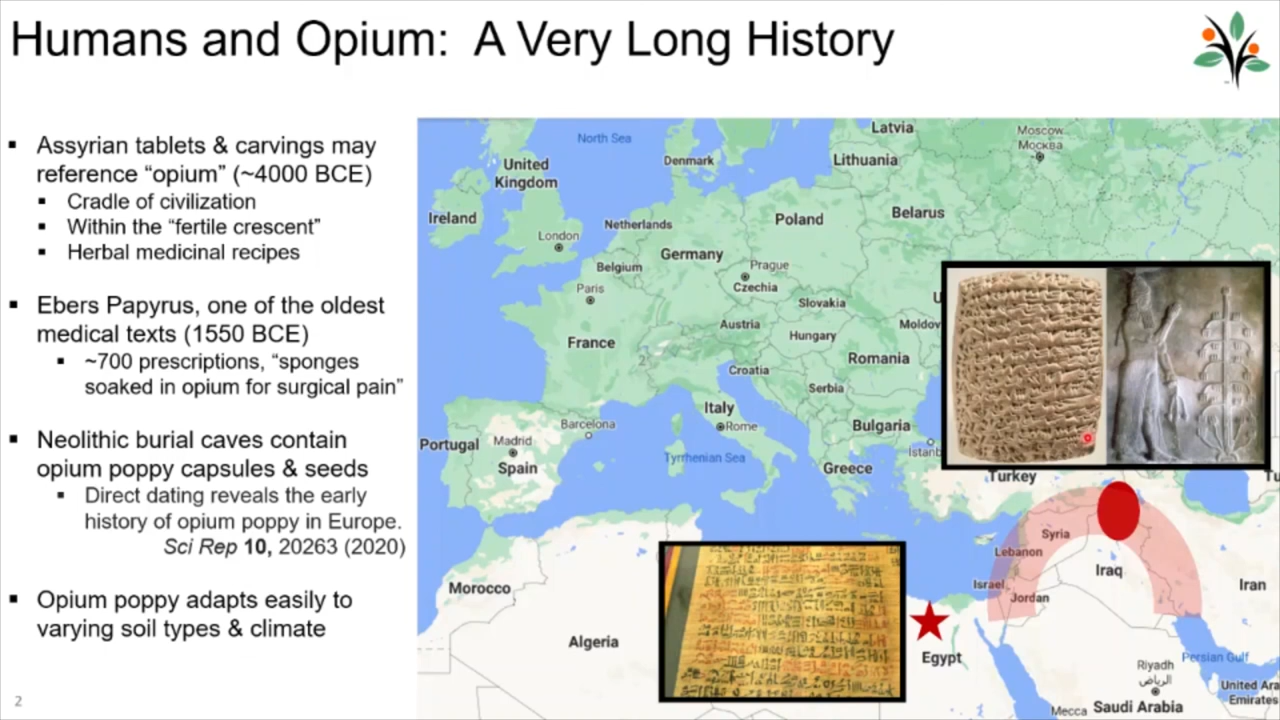 Humans and Opium:  A Very Long History
▪ Assyrian tablets & carvings may
reference “opium” (~4000 BCE)
▪ Cradle of civilization
▪ Within the “fertile crescent”
▪ Herbal medicinal recipes
▪ Ebers Papyrus, one of the oldest
medical texts (1550 BCE)
▪ ~700 prescriptions, “sponges
soaked in opium for surgical pain”
▪ Neolithic burial caves contain
opium poppy capsules & seeds
▪ Direct dating reveals the early
history of opium poppy in Europe.
Sci Rep 10, 20263 (2020)
▪ Opium poppy adapts easily to
varying soil types & climate
2
North Sea
Latvia
Moscow
Москва
Denmark
Lithuania
United
Kingdom
Ireland
Netherlands
Poland
Belarus
London
Germany
Belgium
Prague
Paris
Czechia
Slovakia
Austria
Hungary
Moldov
France
Romania
Croatia
Serbia
Italy
Rome
Bulgaria
Barcelona
Portugal
Madrid
Spain
Tyrrhenian Sea
Greece
Istanb
Turkey
Syria
Lebanon
Iraq
Israel
Jordan
Iran
Morocco
Algeria
Egypt
Persian Gulf
Riyadh
الرياض
United Ara
Emirates
Mecca
Saudi Arabia